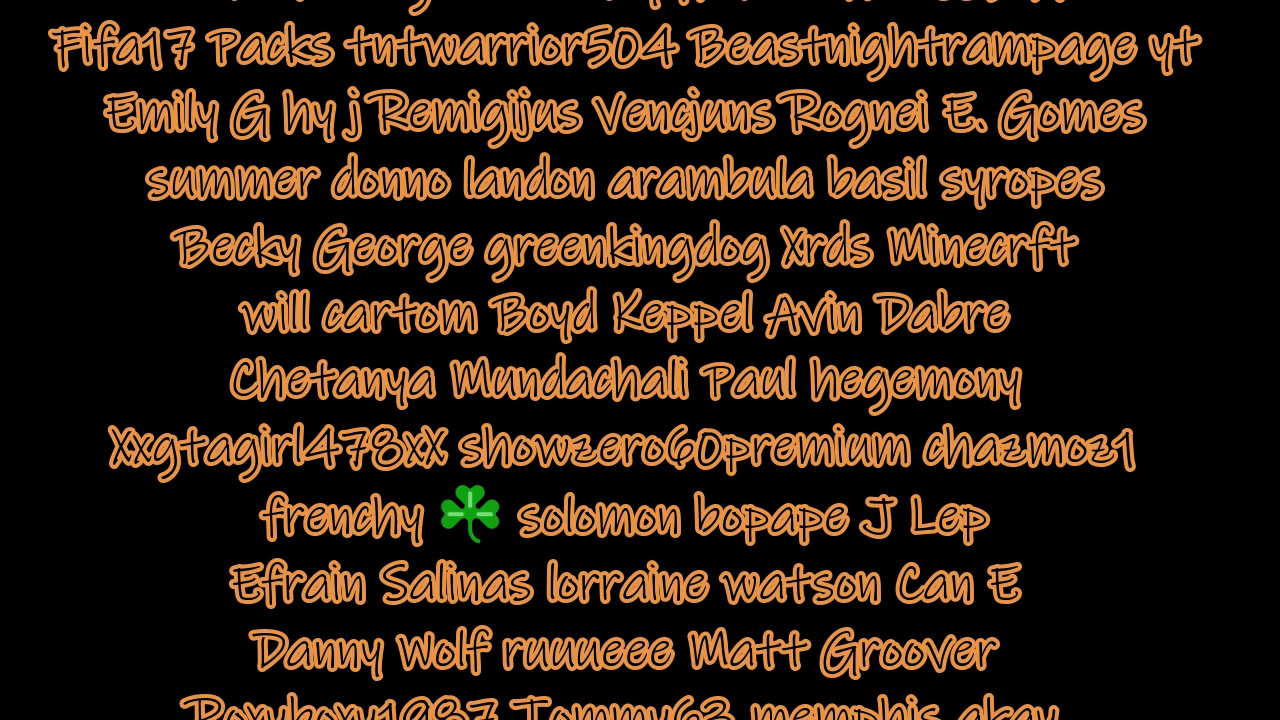 Fifa17 Packs tntwarrior504 Beastnightrampage yt
Emily G hy j Remigijus Vencjuns Rognei E. Gomes
summer donno landon arambula basil syropes
Becky George greenkingdog Xrds Minecrft
will cartom Boyd Keppel Avin Dabre
Chetanya Mundachali Paul hegemony
Xxgtagirl478xX showzero60premium chazmoz1
frenchy ☘️ solomon bopape J Lep
Efrain Salinas lorraine watson Can E
Danny Wolf ruuueee Matt Groover
Tommy63 memphis